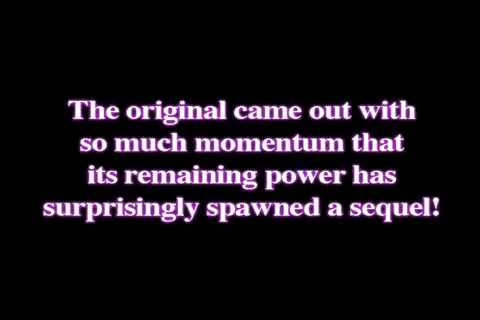 The original came out with
so much momentum that
its remaining power has
surprisingly spawned a sequel!